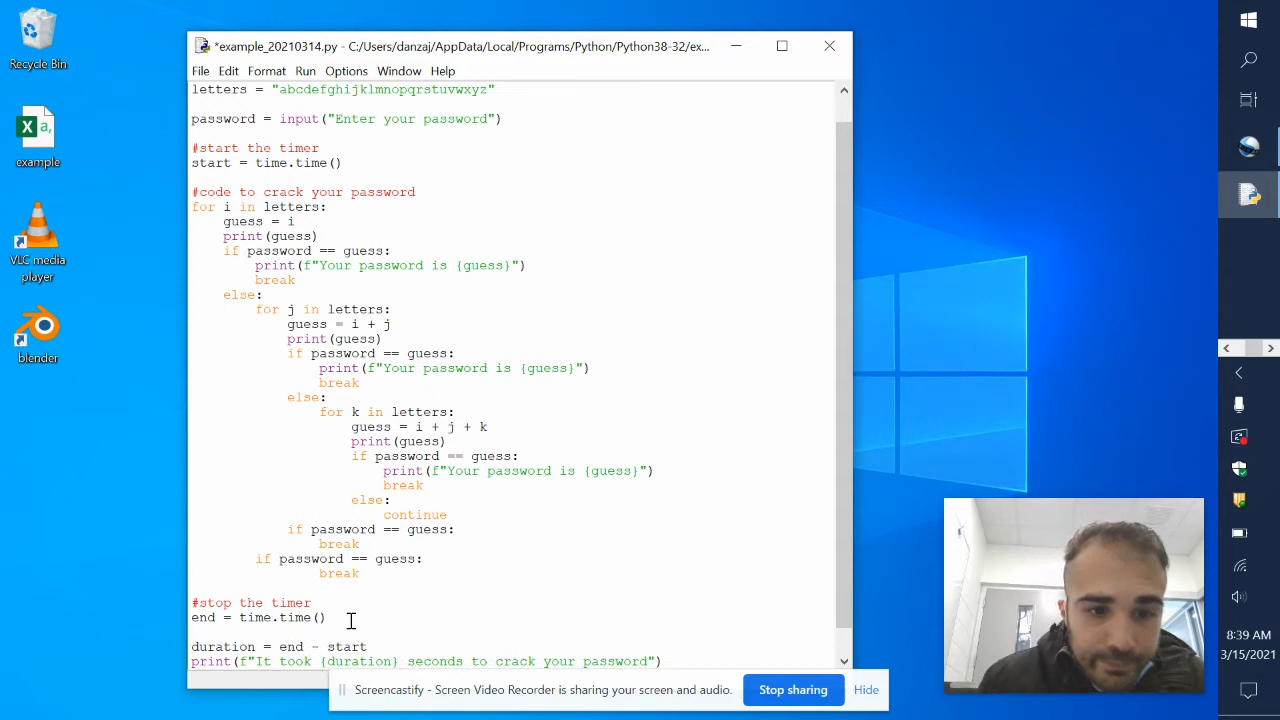 Recycle Bin
example
VLC media
player
blender
*example_20210314.py - C:/Users/danzaj/AppData/Local/Programs/Python/Python38-32/ex...
File Edit Format Run Options Window Help
letters = "abcdefghijklmnopqrstuvwxyz"
password = input("Enter your password")
#start the timer
start = time.time()
#code to crack your password
for i in letters:
    guess = i
    print(guess)
    if password == guess:
        print(f"Your password is {guess}")
        break
    else:
        for j in letters:
            guess = i + j
            print(guess)
            if password == guess:
                print(f"Your password is {guess}")
                break
            else:
                for k in letters:
                    guess = i + j + k
                    print(guess)
                    if password == guess:
                        print(f"Your password is {guess}")
                        break
                    else:
                        continue
            if password == guess:
                break
        if password == guess:
                break
#stop the timer
end = time.time()
duration = end - start
print(f"It took {duration} seconds to crack your password")
Screencastify - Screen Video Recorder is sharing your screen and audio.
Stop sharing
Hide
8:39 AM
3/15/2021